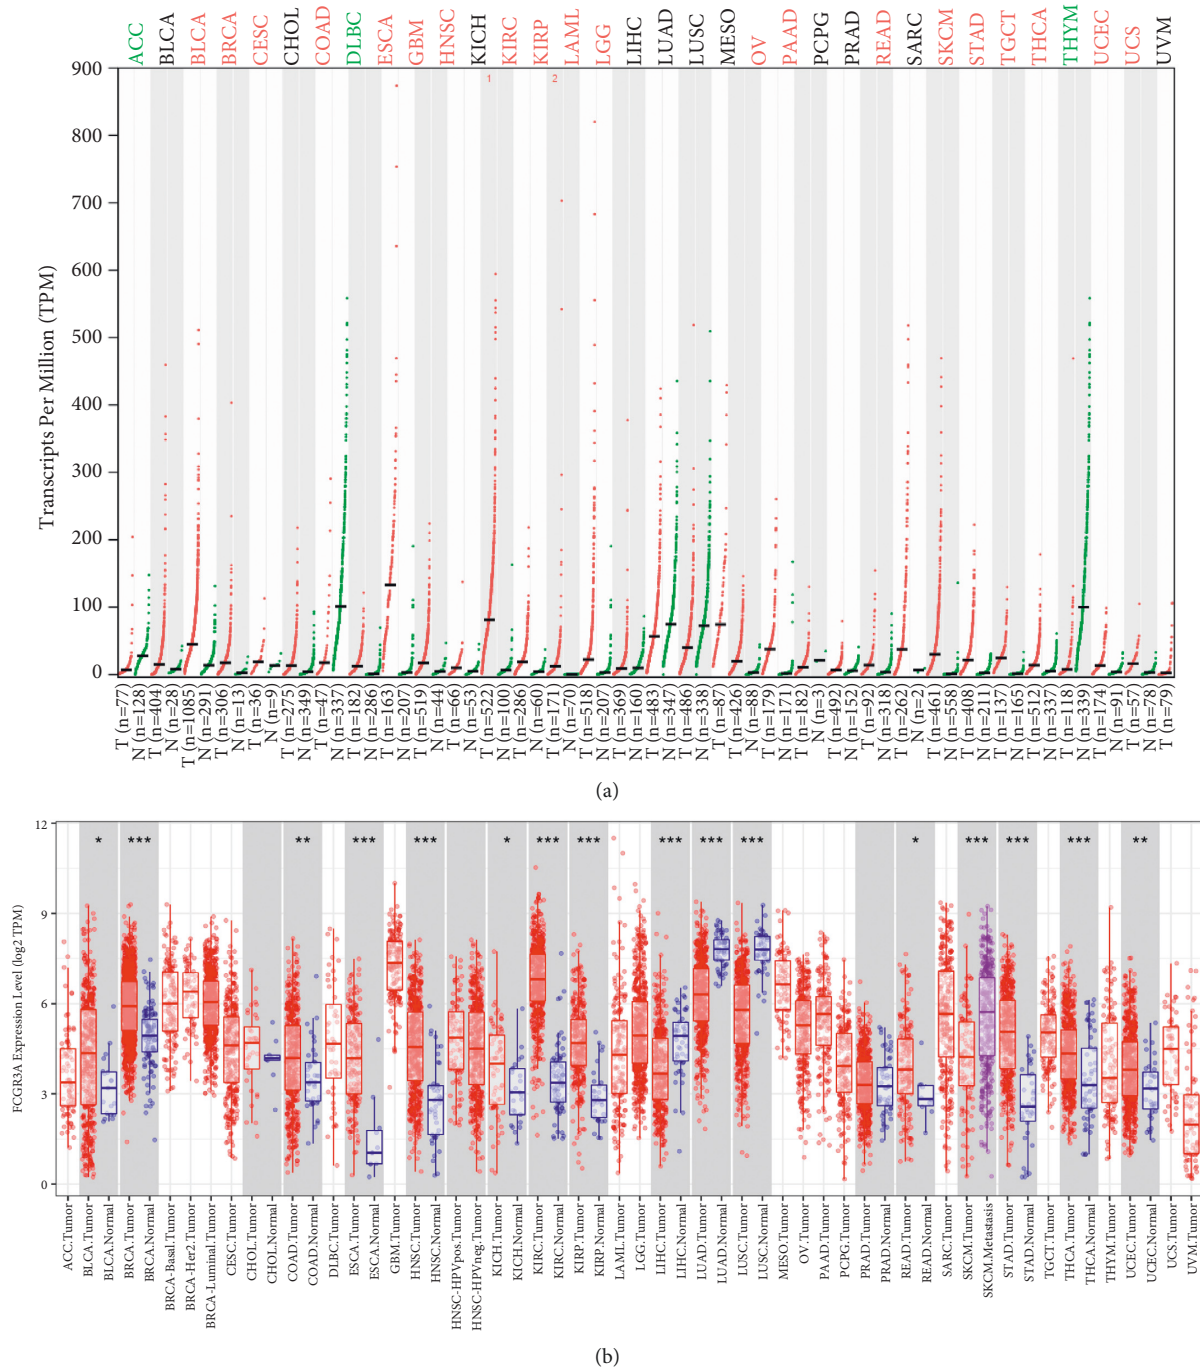 ACC
BLCA
BLCA
BRCA
CESC
CHOL
COAD
DLBC
ESCA
GBM
HNSC
KICH
KIRC
KIRP
LAML
LGG
LIHC
LUAD
LUSC
MESO
OV
PAAD
PCPG
PRAD
READ
SARC
SKCM
STAD
TGCT
THCA
THYM
UCEC
UCS
UVM
Transcripts Per Million (TPM)
900
800
700
600
500
400
300
200
100
0
1
2
T (n=77)
N (n=128)
T (n=404)
N (n=28)
T (n=1085)
N (n=291)
T (n=306)
N (n=13)
T (n=36)
N (n=9)
T (n=275)
N (n=349)
T (n=47)
N (n=337)
T (n=182)
N (n=286)
T (n=163)
N (n=207)
T (n=519)
N (n=44)
T (n=66)
N (n=53)
T (n=522)
N (n=100)
T (n=286)
N (n=60)
T (n=171)
N (n=70)
T (n=518)
N (n=207)
T (n=369)
N (n=160)
T (n=483)
N (n=347)
T (n=486)
N (n=338)
T (n=87)
T (n=426)
N (n=88)
T (n=179)
N (n=171)
T (n=182)
N (n=3)
T (n=492)
N (n=152)
T (n=92)
N (n=318)
T (n=262)
N (n=2)
T (n=461)
N (n=558)
T (n=408)
N (n=211)
T (n=137)
N (n=165)
T (n=512)
N (n=337)
T (n=118)
N (n=339)
T (n=174)
N (n=91)
T (n=57)
N (n=78)
T (n=79)
(a)
FCGR3A Expression Level (log2 TPM)
12
9
6
3
0
* *** ** *** *** * *** *** *** *** *** * *** *** *** **
ACC.Tumor
BLCA.Tumor
BLCA.Normal
BRCA.Tumor
BRCA.Normal
BRCA-Basal.Tumor
BRCA-Her2.Tumor
BRCA-Luminal.Tumor
CESC.Tumor
CHOL.Tumor
CHOL.Normal
COAD.Tumor
COAD.Normal
DLBC.Tumor
ESCA.Tumor
ESCA.Normal
GBM.Tumor
HNSC.Tumor
HNSC.Normal
HNSC-HPVpos.Tumor
HNSC-HPVneg.Tumor
KICH.Tumor
KICH.Normal
KIRC.Tumor
KIRC.Normal
KIRP.Tumor
KIRP.Normal
LAML.Tumor
LGG.Tumor
LIHC.Tumor
LIHC.Normal
LUAD.Tumor
LUAD.Normal
LUSC.Tumor
LUSC.Normal
MESO.Tumor
OV.Tumor
PAAD.Tumor
PCPG.Tumor
PRAD.Tumor
PRAD.Normal
READ.Tumor
READ.Normal
SARC.Tumor
SKCM.Tumor
SKCM.Metastasis
STAD.Tumor
STAD.Normal
TGCT.Tumor
THCA.Tumor
THCA.Normal
THYM.Tumor
UCEC.Tumor
UCEC.Normal
UCS.Tumor
UVM.Tumor
(b)